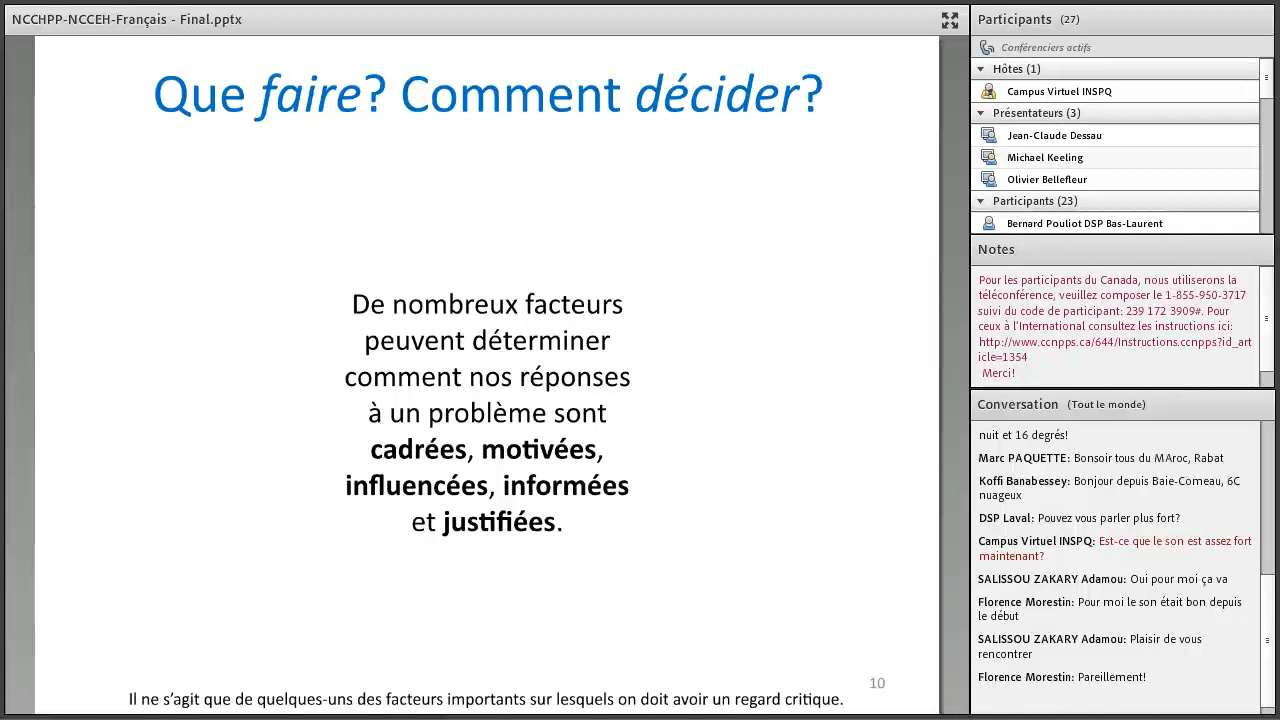 NCCHPP-NCCEH-Français - Final.pptx
Que faire? Comment décider?
De nombreux facteurs
peuvent déterminer
comment nos réponses
à un problème sont
cadrées, motivées,
influencées, informées
et justifiées.
10
Il ne s’agit que de quelques-uns des facteurs importants sur lesquels on doit avoir un regard critique.
Participants (27)
Conférenciers actifs
Hôtes (1)
Campus Virtuel INSPQ
Présentateurs (3)
Jean-Claude Dessau
Michael Keeling
Olivier Bellefleur
Participants (23)
Bernard Pouliot DSP Bas-Laurent
Notes
Pour les participants du Canada, nous utiliserons la
téléconférence, veuillez composer le 1-855-950-3717
suivi du code de participant: 239 172 3909#. Pour
ceux à l'International consultez les instructions ici:
http://www.ccnpps.ca/644/Instructions.ccnpps?id_art
icle=1354
Merci!
Conversation (Tout le monde)
nuit et 16 degrés!
Marc PAQUETTE: Bonsoir tous du MAroc, Rabat
Koffi Banabessey: Bonjour depuis Baie-Comeau, 6C
nuageux
DSP Laval: Pouvez vous parler plus fort?
Campus Virtuel INSPQ: Est-ce que le son est assez fort
maintenant?
SALISSOU ZAKARY Adamou: Oui pour moi ça va
Florence Morestin: Pour moi le son était bon depuis
le début
SALISSOU ZAKARY Adamou: Plaisir de vous
rencontrer
Florence Morestin: Pareillement!